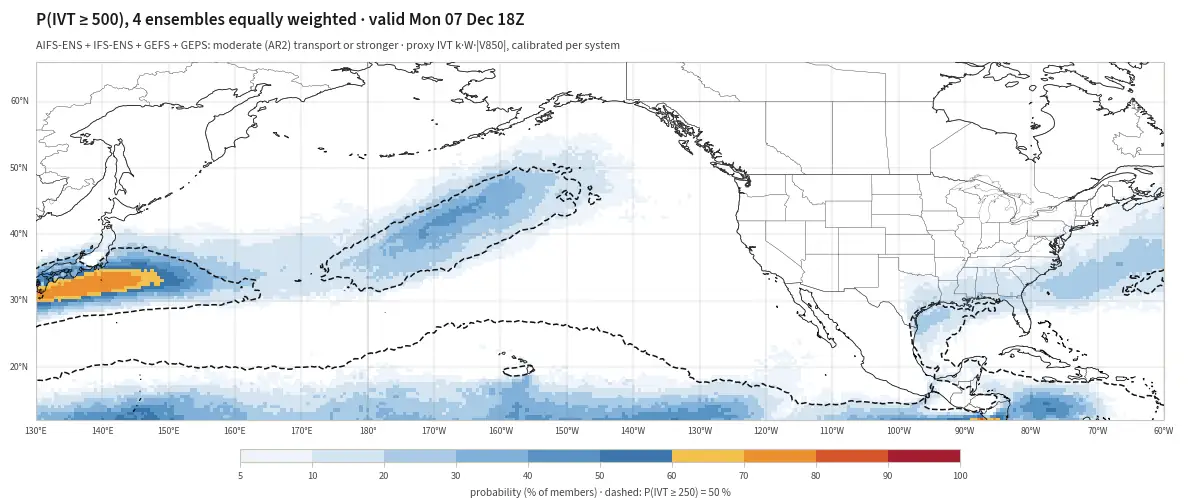 P(IVT ≥ 500), 4 ensembles equally weighted · valid Mon 07 Dec 18Z
AIFS-ENS + IFS-ENS + GEFS + GEPS: moderate (AR2) transport or stronger · proxy IVT k·W·|V850|, calibrated per system
60°N
50°N
40°N
30°N
20°N
130°E 140°E 150°E 160°E 170°E 180° 170°W 160°W 150°W 140°W 130°W 120°W 110°W 100°W 90°W 80°W 70°W 60°W
5 10 20 30 40 50 60 70 80 90 100
probability (% of members) · dashed: P(IVT ≥ 250) = 50 %